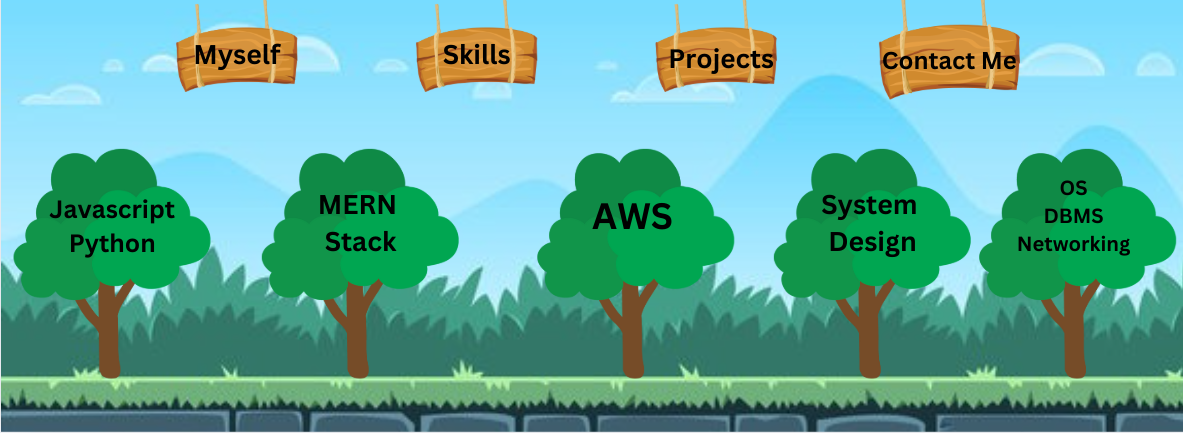 Myself
Skills
Projects
Contact Me
Javascript
Python
MERN
Stack
AWS
System
Design
OS
DBMS
Networking